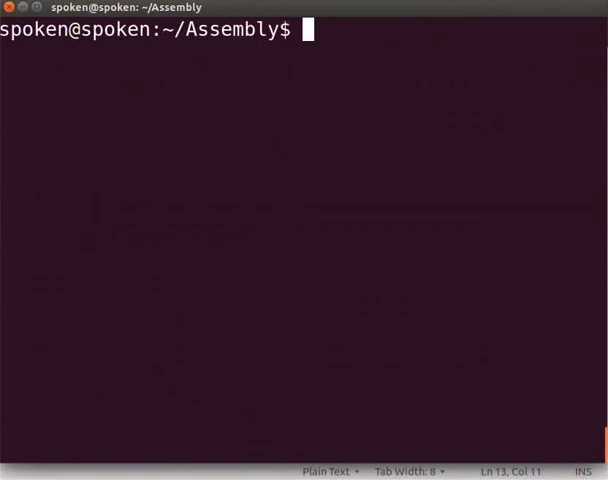 spoken@spoken: ~/Assembly
spoken@spoken:~/Assembly$
Plain Text Tab Width: 8 Ln 13, Col 11 INS